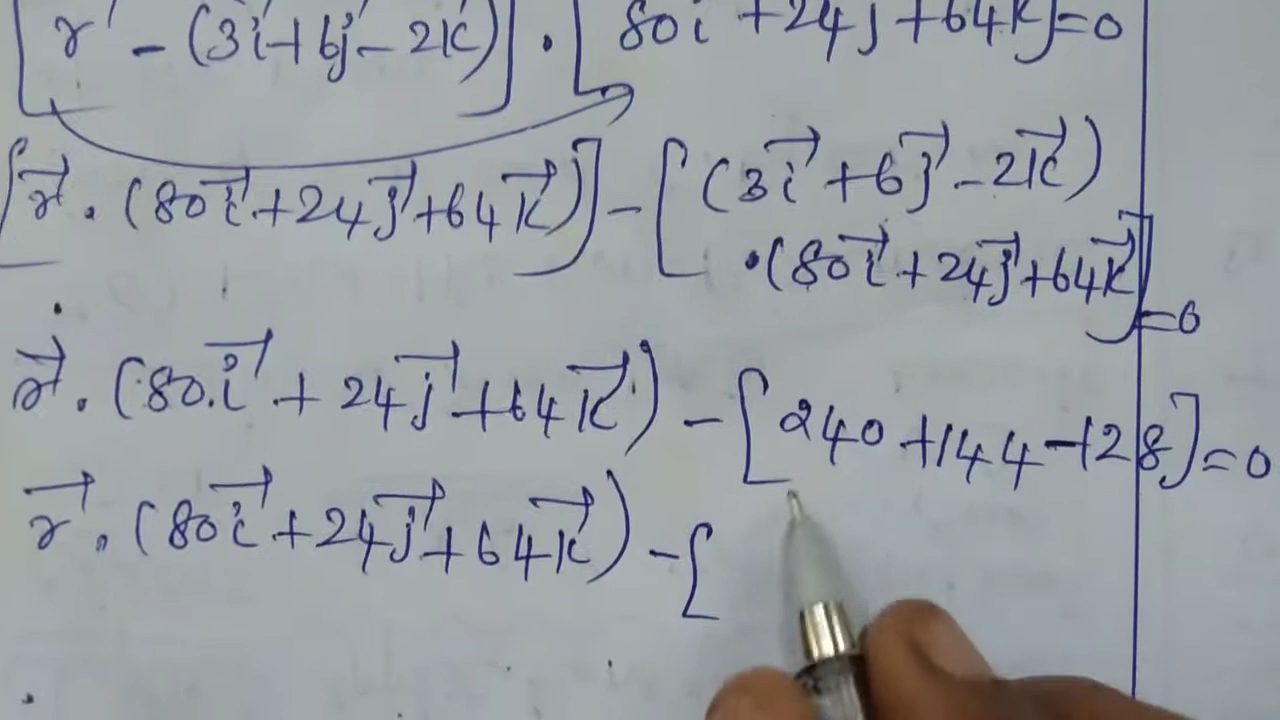 [r⃗ - (3i⃗+6j⃗-2k⃗)] · [80i⃗+24j⃗+64k⃗]=0
[r⃗ · (80i⃗+24j⃗+64k⃗)] - [(3i⃗+6j⃗-2k⃗)
·(80i⃗+24j⃗+64k⃗]=0
r⃗ · (80i⃗+24j⃗+64k⃗) - [240+144-128]=0
r⃗ · (80i⃗+24j⃗+64k⃗) - [